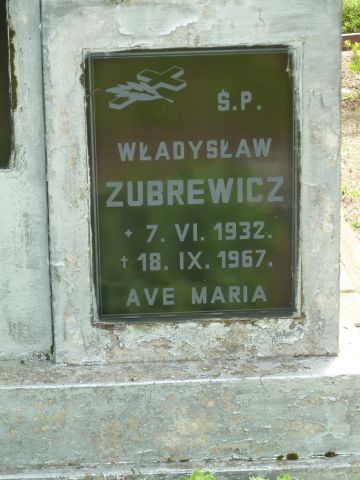 Ś.P.
WŁADYSŁAW
ZUBREWICZ
* 7. VI. 1932.
† 18. IX. 1967.
AVE MARIA